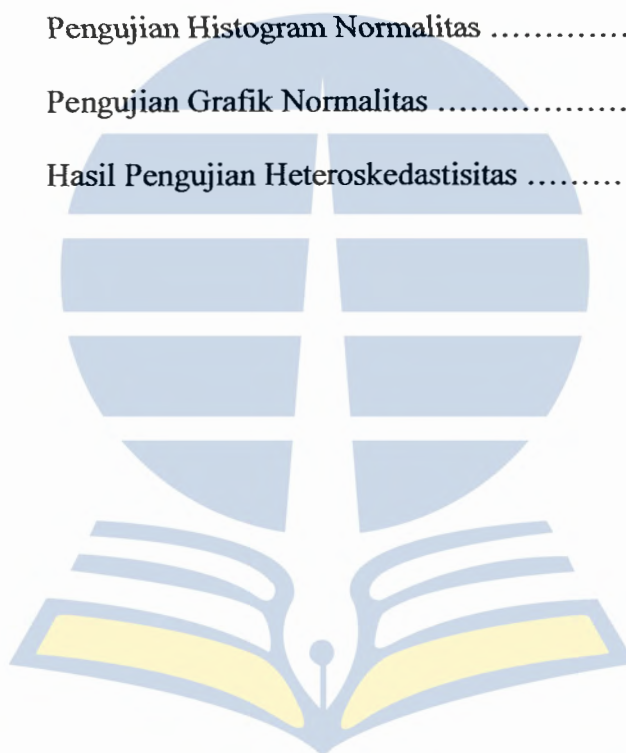 Pengujian Histogram Normalitas ..............
Pengujian Grafik Normalitas ...................
Hasil Pengujian Heteroskedastisitas .........